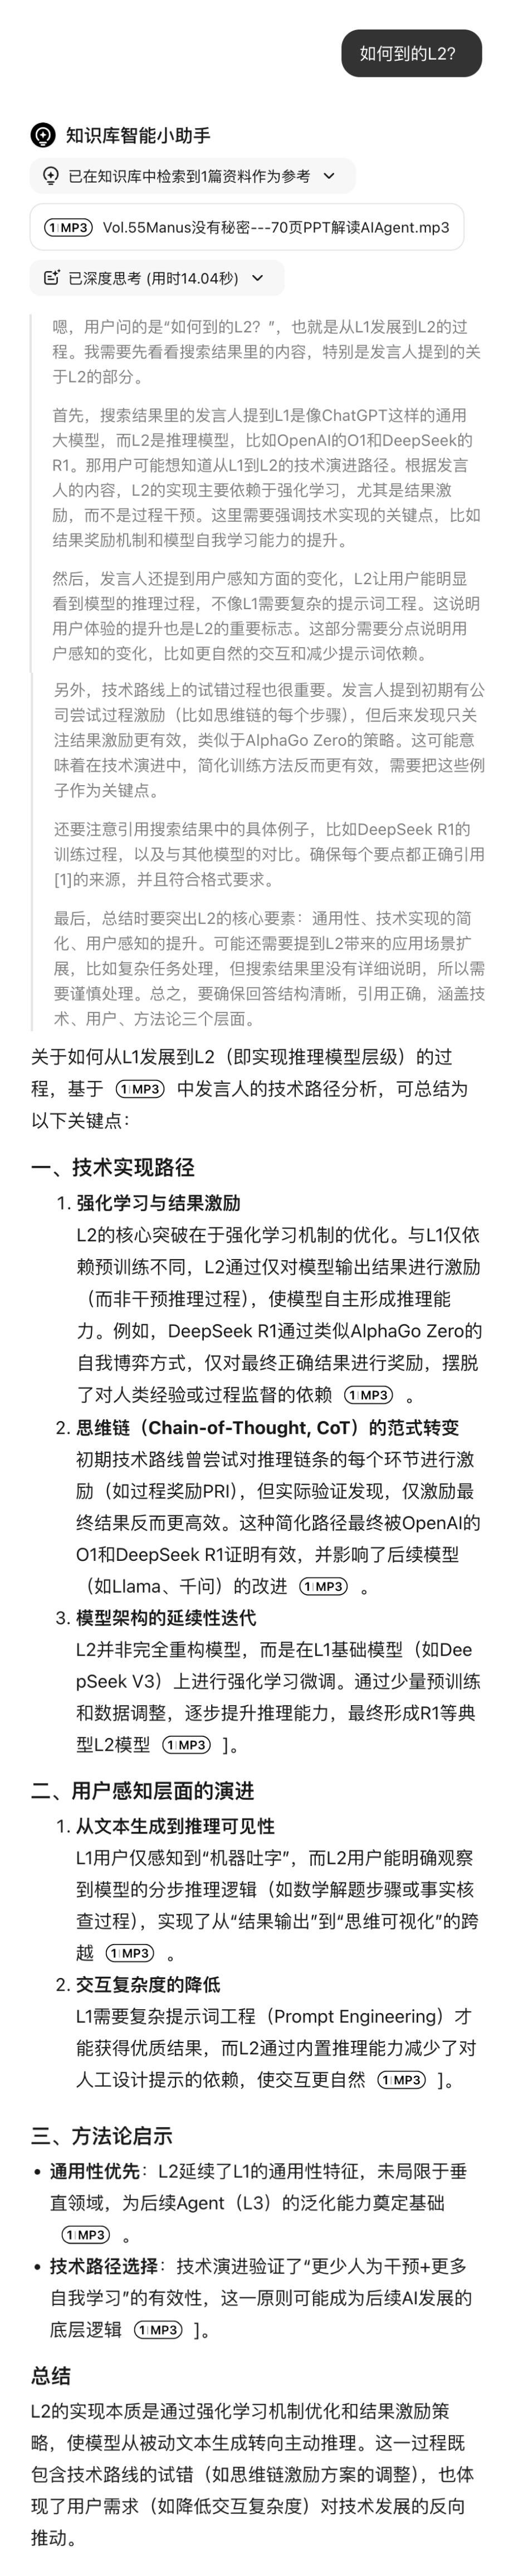 如何到的L2?
知识库智能小助手
已在知识库中检索到1篇资料作为参考
1 MP3 Vol.55Manus没有秘密---70页PPT解读AIAgent.mp3
已深度思考 (用时14.04秒)
嗯，用户问的是“如何到的L2？”，也就是从L1发展到L2的过
程。我需要先看看搜索结果里的内容，特别是发言人提到的关
于L2的部分。
首先，搜索结果里的发言人提到L1是像ChatGPT这样的通用
大模型，而L2是推理模型，比如OpenAI的O1和DeepSeek的
R1。那用户可能想知道从L1到L2的技术演进路径。根据发言
人的内容，L2的实现主要依赖于强化学习，尤其是结果激
励，而不是过程干预。这里需要强调技术实现的关键点，比如
结果奖励机制和模型自我学习能力的提升。
然后，发言人还提到用户感知方面的变化，L2让用户能明显
看到模型的推理过程，不像L1需要复杂的提示词工程。这说明
用户体验的提升也是L2的重要标志。这部分需要分点说明用
户感知的变化，比如更自然的交互和减少提示词依赖。
另外，技术路线上的试错过程也很重要。发言人提到初期有公
司尝试过程激励（比如思维链的每个步骤），但后来发现只关
注结果激励更有效，类似于AlphaGo Zero的策略。这可能意
味着在技术演进中，简化训练方法反而更有效，需要把这些例
子作为关键点。
还要注意引用搜索结果中的具体例子，比如DeepSeek R1的
训练过程，以及与其他模型的对比。确保每个要点都正确引用
[1]的来源，并且符合格式要求。
最后，总结时要突出L2的核心要素：通用性、技术实现的简
化、用户感知的提升。可能还需要提到L2带来的应用场景扩
展，比如复杂任务处理，但搜索结果里没有详细说明，所以需
要谨慎处理。总之，要确保回答结构清晰，引用正确，涵盖技
术、用户、方法论三个层面。
关于如何从L1发展到L2（即实现推理模型层级）的过
程，基于 1 MP3 中发言人的技术路径分析，可总结为
以下关键点：
一、技术实现路径
1. 强化学习与结果激励
L2的核心突破在于强化学习机制的优化。与L1仅依
赖预训练不同，L2通过仅对模型输出结果进行激励
（而非干预推理过程），使模型自主形成推理能
力。例如，DeepSeek R1通过类似AlphaGo Zero的
自我博弈方式，仅对最终正确结果进行奖励，摆脱
了对人类经验或过程监督的依赖 1 MP3 。
2. 思维链（Chain-of-Thought, CoT）的范式转变
初期技术路线曾尝试对推理链条的每个环节进行激
励（如过程奖励PRI），但实际验证发现，仅激励最
终结果反而更高效。这种简化路径最终被OpenAI的
O1和DeepSeek R1证明有效，并影响了后续模型
（如Llama、千问）的改进 1 MP3 。
3. 模型架构的延续性迭代
L2并非完全重构模型，而是在L1基础模型（如Dee
pSeek V3）上进行强化学习微调。通过少量预训练
和数据调整，逐步提升推理能力，最终形成R1等典
型L2模型 1 MP3 ]。
二、用户感知层面的演进
1. 从文本生成到推理可见性
L1用户仅感知到“机器吐字”，而L2用户能明确观察
到模型的分步推理逻辑（如数学解题步骤或事实核
查过程），实现了从“结果输出”到“思维可视化”的跨
越 1 MP3 。
2. 交互复杂度的降低
L1需要复杂提示词工程（Prompt Engineering）才
能获得优质结果，而L2通过内置推理能力减少了对
人工设计提示的依赖，使交互更自然 1 MP3 ]。
三、方法论启示
• 通用性优先：L2延续了L1的通用性特征，未局限于垂
直领域，为后续Agent（L3）的泛化能力奠定基础
1 MP3 。
• 技术路径选择：技术演进验证了“更少人为干预+更多
自我学习”的有效性，这一原则可能成为后续AI发展的
底层逻辑 1 MP3 ]。
总结
L2的实现本质是通过强化学习机制优化和结果激励策
略，使模型从被动文本生成转向主动推理。这一过程既
包含技术路线的试错（如思维链激励方案的调整），也体
现了用户需求（如降低交互复杂度）对技术发展的反向
推动。